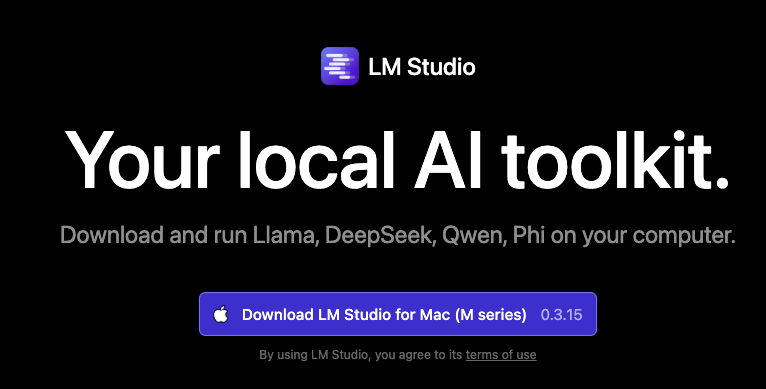 LM Studio
Your local AI toolkit.
Download and run Llama, DeepSeek, Qwen, Phi on your computer.
Download LM Studio for Mac (M series) 0.3.15
By using LM Studio, you agree to its terms of use